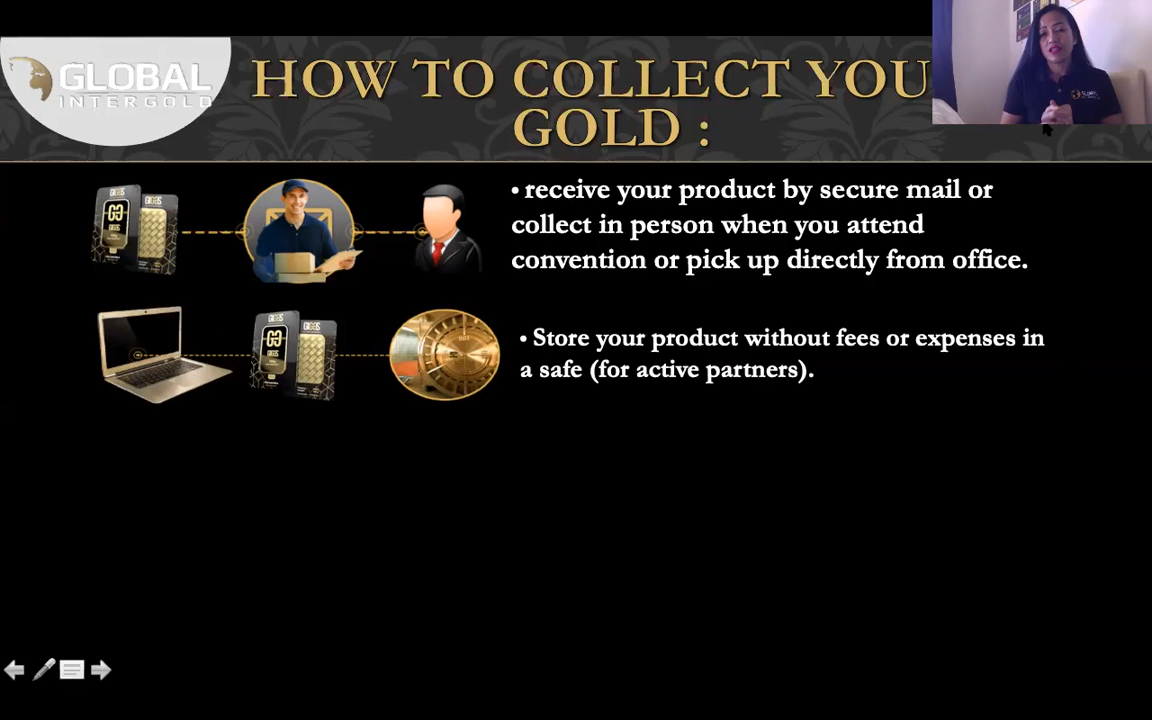 GLOBAL
INTERGOLD
HOW TO COLLECT YOU
GOLD :
• receive your product by secure mail or
collect in person when you attend
convention or pick up directly from office.
• Store your product without fees or expenses in
a safe (for active partners).